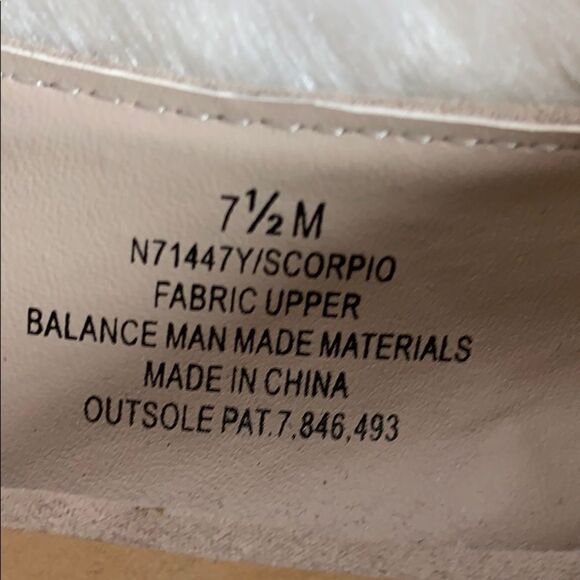 7½ M
N71447Y/SCORPIO
FABRIC UPPER
BALANCE MAN MADE MATERIALS
MADE IN CHINA
OUTSOLE PAT.7,846,493